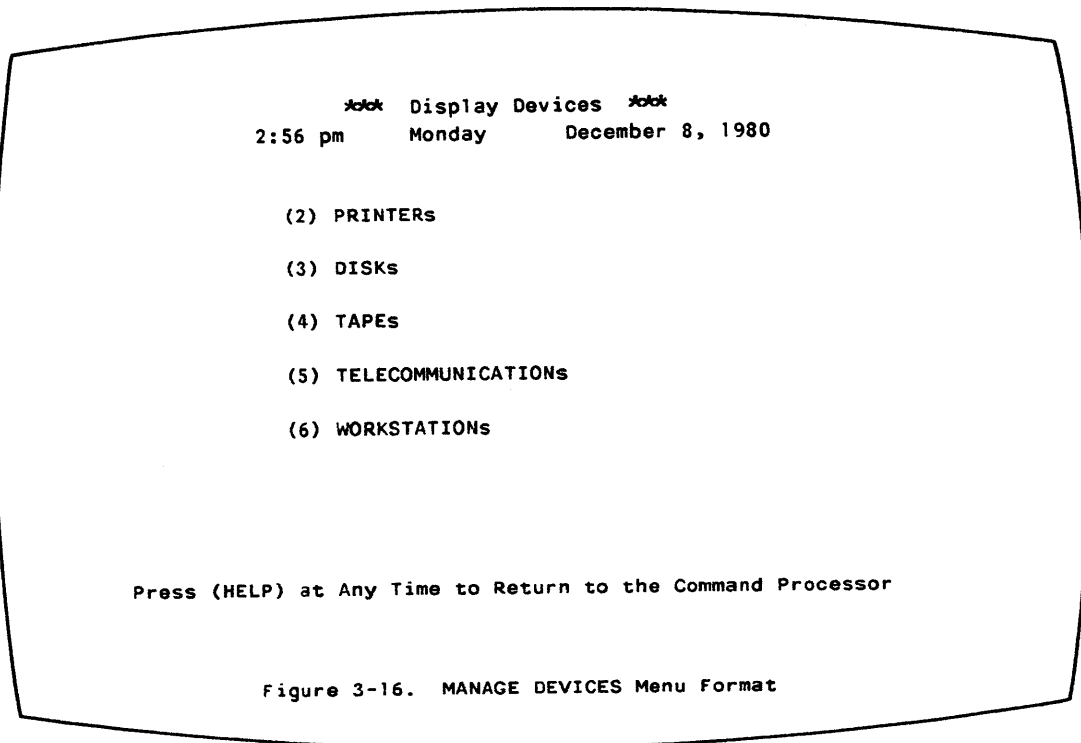 *** Display Devices ***
2:56 pm Monday December 8, 1980
(2) PRINTERs
(3) DISKs
(4) TAPEs
(5) TELECOMMUNICATIONs
(6) WORKSTATIONs
Press (HELP) at Any Time to Return to the Command Processor
Figure 3-16. MANAGE DEVICES Menu Format